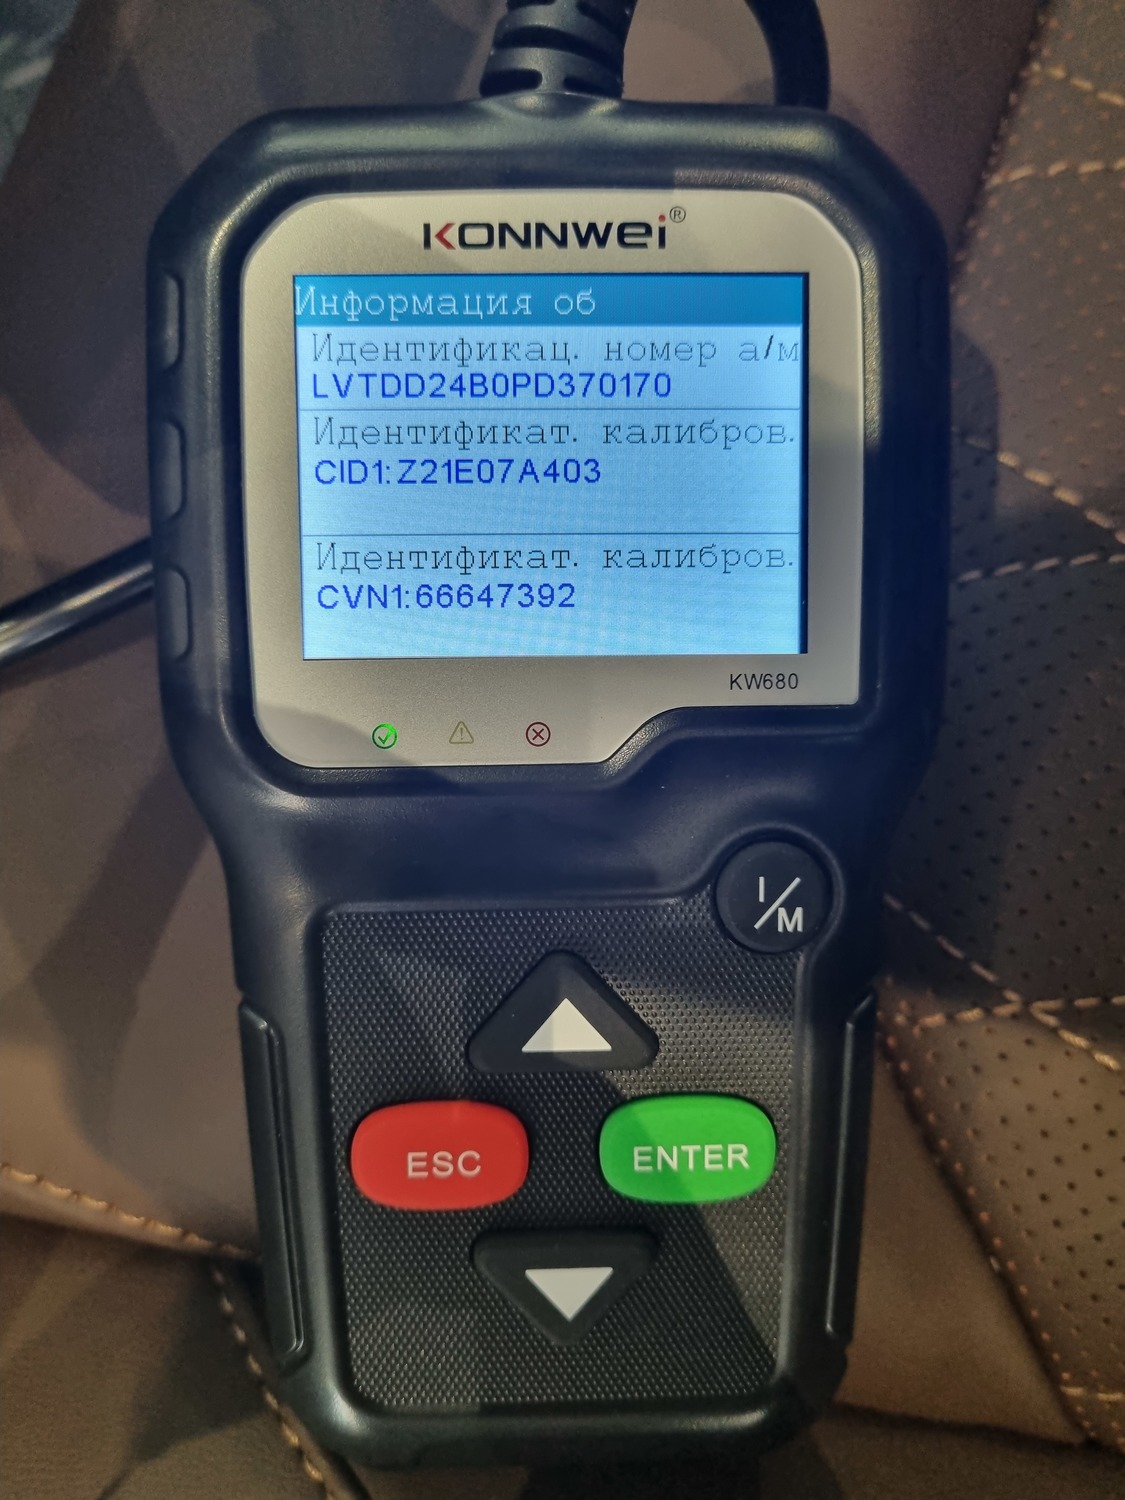 KONNWEI®
Информация об
Идентификац. номер а/м
LVTDD24B0PD370170
Идентификат. калибров.
CID1:Z21E07A403
Идентификат. калибров.
CVN1:66647392
KW680
I/M
ESC
ENTER